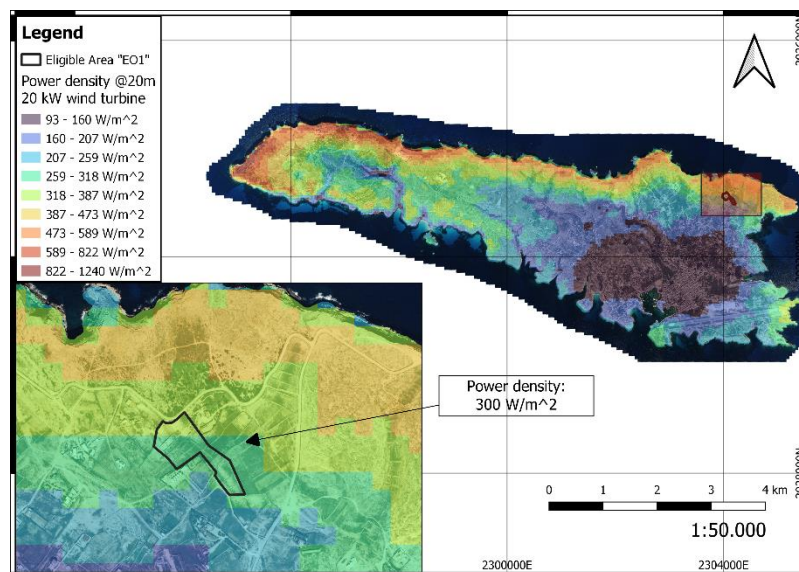 Legend
Eligible Area "EO1"
Power density @20m
20 kW wind turbine
93 - 160 W/m^2
160 - 207 W/m^2
207 - 259 W/m^2
259 - 318 W/m^2
318 - 387 W/m^2
387 - 473 W/m^2
473 - 589 W/m^2
589 - 822 W/m^2
822 - 1240 W/m^2
Power density:
300 W/m^2
0 1 2 3 4 km
1:50.000
2300000E
2304000E